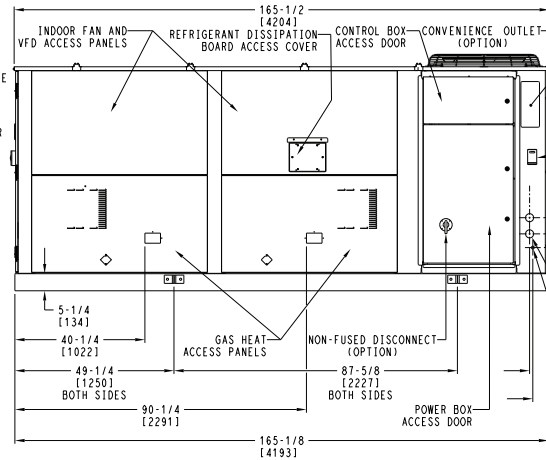 165-1/2
[4204]
INDOOR FAN AND
VFD ACCESS PANELS
REFRIGERANT DISSIPATION
BOARD ACCESS COVER
CONTROL BOX
ACCESS DOOR
CONVENIENCE OUTLET
(OPTION)
E
5-1/4
[134]
40-1/4
[1022]
GAS HEAT
ACCESS PANELS
NON-FUSED DISCONNECT
(OPTION)
49-1/4
[1250]
BOTH SIDES
87-5/8
[2227]
BOTH SIDES
90-1/4
[2291]
POWER BOX
ACCESS DOOR
165-1/8
[4193]